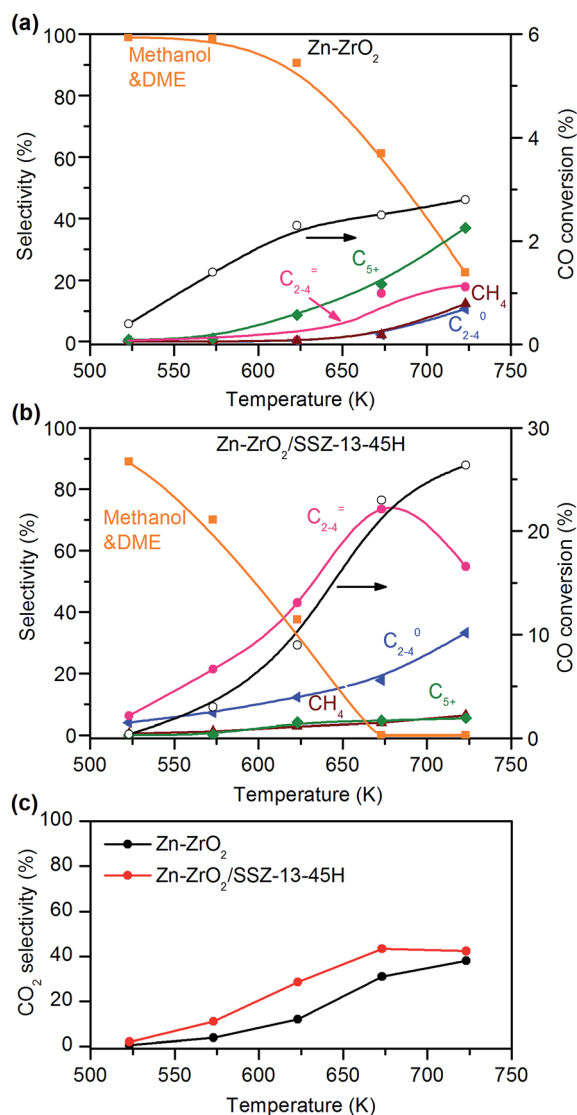 (a)
Zn-ZrO₂
Methanol
&DME
C₅₊
C₂₋₄⁼
CH₄
C₂₋₄⁰
Selectivity (%)
100
80
60
40
20
0
CO conversion (%)
6
4
2
0
500 550 600 650 700 750
Temperature (K)
(b)
Zn-ZrO₂/SSZ-13-45H
Methanol
&DME
C₂₋₄⁼
C₂₋₄⁰
CH₄
C₅₊
Selectivity (%)
100
80
60
40
20
0
CO conversion (%)
30
20
10
0
500 550 600 650 700 750
Temperature (K)
(c)
Zn-ZrO₂
Zn-ZrO₂/SSZ-13-45H
CO₂ selectivity (%)
100
80
60
40
20
0
500 550 600 650 700 750
Temperature (K)